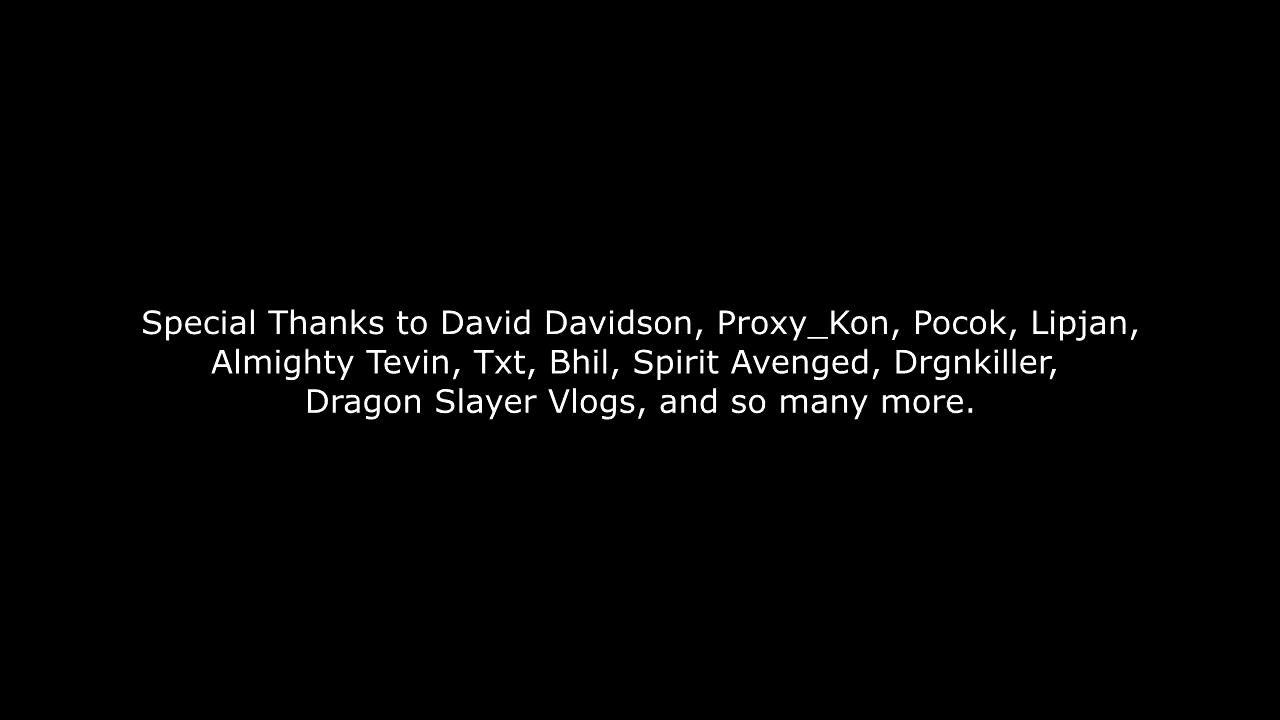 Special Thanks to David Davidson, Proxy_Kon, Pocok, Lipjan,
Almighty Tevin, Txt, Bhil, Spirit Avenged, Drgnkiller,
Dragon Slayer Vlogs, and so many more.